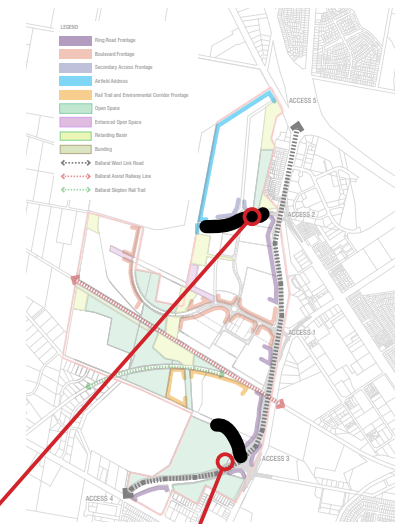 LEGEND
Ring Road Frontage
Boulevard Frontage
Secondary Access Frontage
Airfield Address
Rail Trail and Environmental Corridor Frontage
Open Space
Enhanced Open Space
Retarding Basin
Bunding
Ballarat West Link Road
Ballarat Ararat Railway Line
Ballarat Skipton Rail Trail
ACCESS 5
ACCESS 2
ACCESS 1
ACCESS 3
ACCESS 4